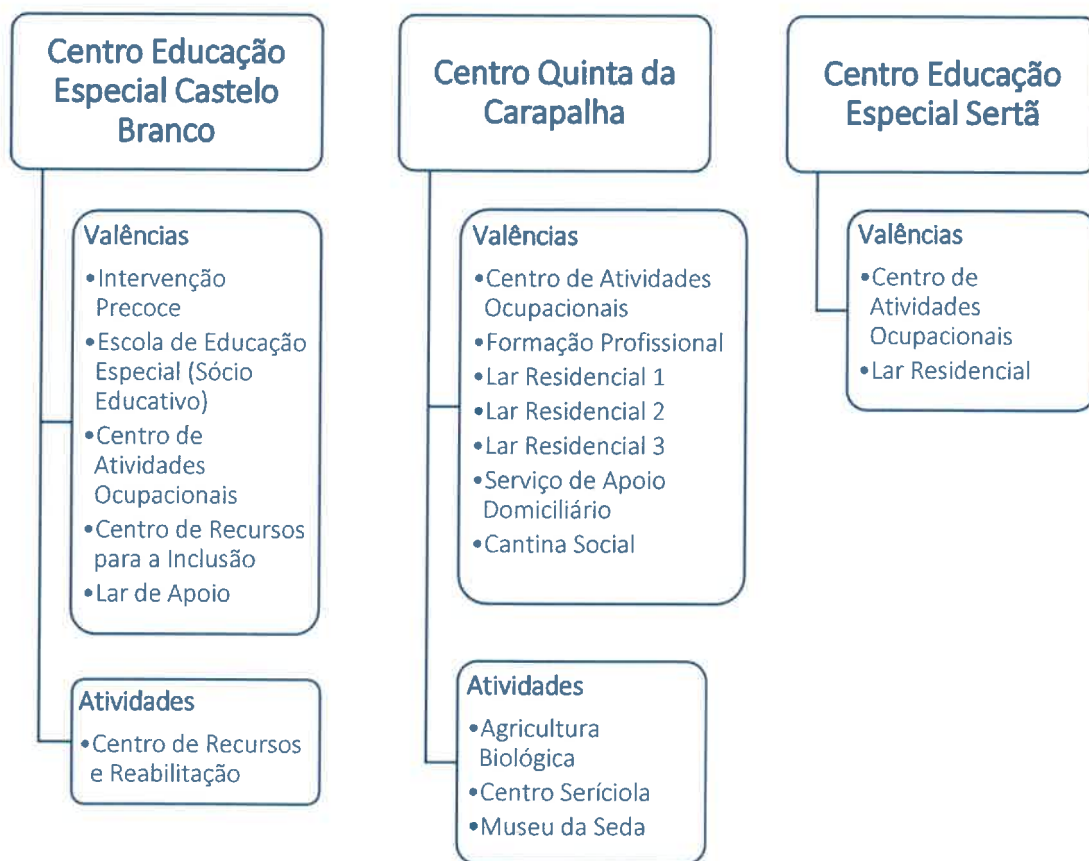 Centro Educação
Especial Castelo
Branco
Valências
•Intervenção
Precoce
•Escola de Educação
Especial (Sócio
Educativo)
•Centro de
Atividades
Ocupacionais
•Centro de Recursos
para a Inclusão
•Lar de Apoio
Atividades
•Centro de Recursos
e Reabilitação
Centro Quinta da
Carapalha
Valências
•Centro de Atividades
Ocupacionais
•Formação Profissional
•Lar Residencial 1
•Lar Residencial 2
•Lar Residencial 3
•Serviço de Apoio
Domiciliário
•Cantina Social
Atividades
•Agricultura
Biológica
•Centro Seríciola
•Museu da Seda
Centro Educação
Especial Sertã
Valências
•Centro de
Atividades
Ocupacionais
•Lar Residencial